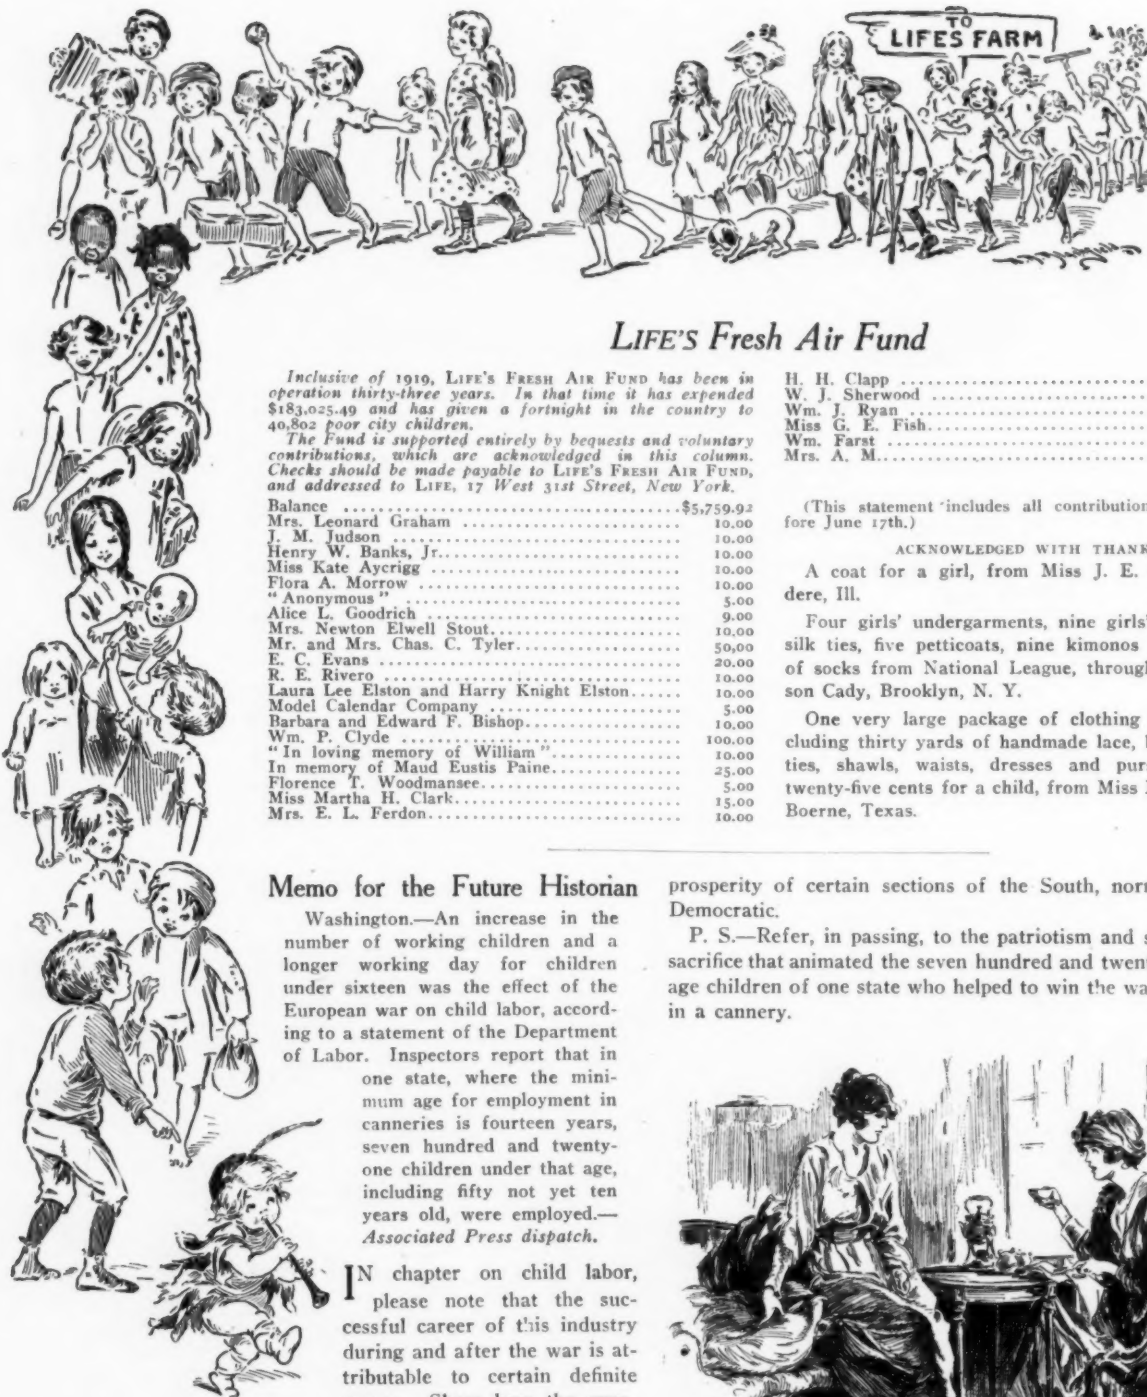 TO
LIFE'S FARM
LIFE'S Fresh Air Fund
Inclusive of 1919, LIFE'S FRESH AIR FUND has been in
operation thirty-three years. In that time it has expended
$183,025.49 and has given a fortnight in the country to
40,802 poor city children.
The Fund is supported entirely by bequests and voluntary
contributions, which are acknowledged in this column.
Checks should be made payable to LIFE'S FRESH AIR FUND,
and addressed to LIFE, 17 West 31st Street, New York.
Balance $5,759.92
Mrs. Leonard Graham 10.00
J. M. Judson 10.00
Henry W. Banks, Jr. 10.00
Miss Kate Aycrigg 10.00
Flora A. Morrow 10.00
"Anonymous" 5.00
Alice L. Goodrich 9.00
Mrs. Newton Elwell Stout 10.00
Mr. and Mrs. Chas. C. Tyler 50,00
E. C. Evans 20.00
R. E. Rivero 10.00
Laura Lee Elston and Harry Knight Elston 10.00
Model Calendar Company 5.00
Barbara and Edward F. Bishop 10.00
Wm. P. Clyde 100.00
"In loving memory of William" 10.00
In memory of Maud Eustis Paine 25.00
Florence T. Woodmansee 5.00
Miss Martha H. Clark 15.00
Mrs. E. L. Ferdon 10.00
H. H. Clapp
W. J. Sherwood
Wm. J. Ryan
Miss G. E. Fish
Wm. Farst
Mrs. A. M.
(This statement includes all contribution
fore June 17th.)
ACKNOWLEDGED WITH THANK
A coat for a girl, from Miss J. E.
dere, Ill.
Four girls' undergarments, nine girls'
silk ties, five petticoats, nine kimonos
of socks from National League, through
son Cady, Brooklyn, N. Y.
One very large package of clothing
cluding thirty yards of handmade lace,
ties, shawls, waists, dresses and pur
twenty-five cents for a child, from Miss
Boerne, Texas.
Memo for the Future Historian
Washington.—An increase in the
number of working children and a
longer working day for children
under sixteen was the effect of the
European war on child labor, accord-
ing to a statement of the Department
of Labor. Inspectors report that in
one state, where the mini-
mum age for employment in
canneries is fourteen years,
seven hundred and twenty-
one children under that age,
including fifty not yet ten
years old, were employed.—
Associated Press dispatch.
IN chapter on child labor,
please note that the suc-
cessful career of this industry
during and after the war is at-
tributable to certain definite
prosperity of certain sections of the South, nor
Democratic.
P. S.—Refer, in passing, to the patriotism and s
sacrifice that animated the seven hundred and twen
age children of one state who helped to win the wa
in a cannery.